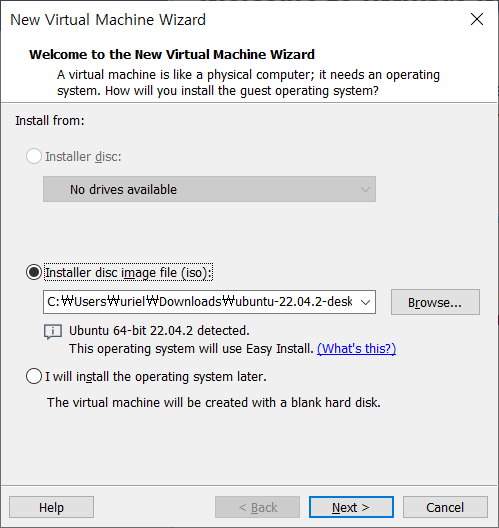 New Virtual Machine Wizard
Welcome to the New Virtual Machine Wizard
A virtual machine is like a physical computer; it needs an operating
system. How will you install the guest operating system?
Install from:
Installer disc:
No drives available
Installer disc image file (iso):
C:₩Users₩uriel₩Downloads₩ubuntu-22.04.2-desk
Browse...
Ubuntu 64-bit 22.04.2 detected.
This operating system will use Easy Install. (What's this?)
I will install the operating system later.
The virtual machine will be created with a blank hard disk.
Help
< Back
Next >
Cancel